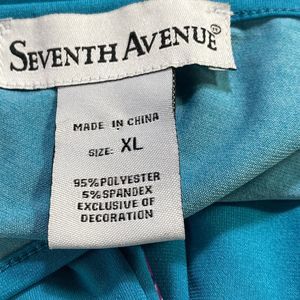 SEVENTH AVENUE®
MADE IN CHINA
SIZE: XL
95%POLYESTER
5%SPANDEX
EXCLUSIVE OF
DECORATION